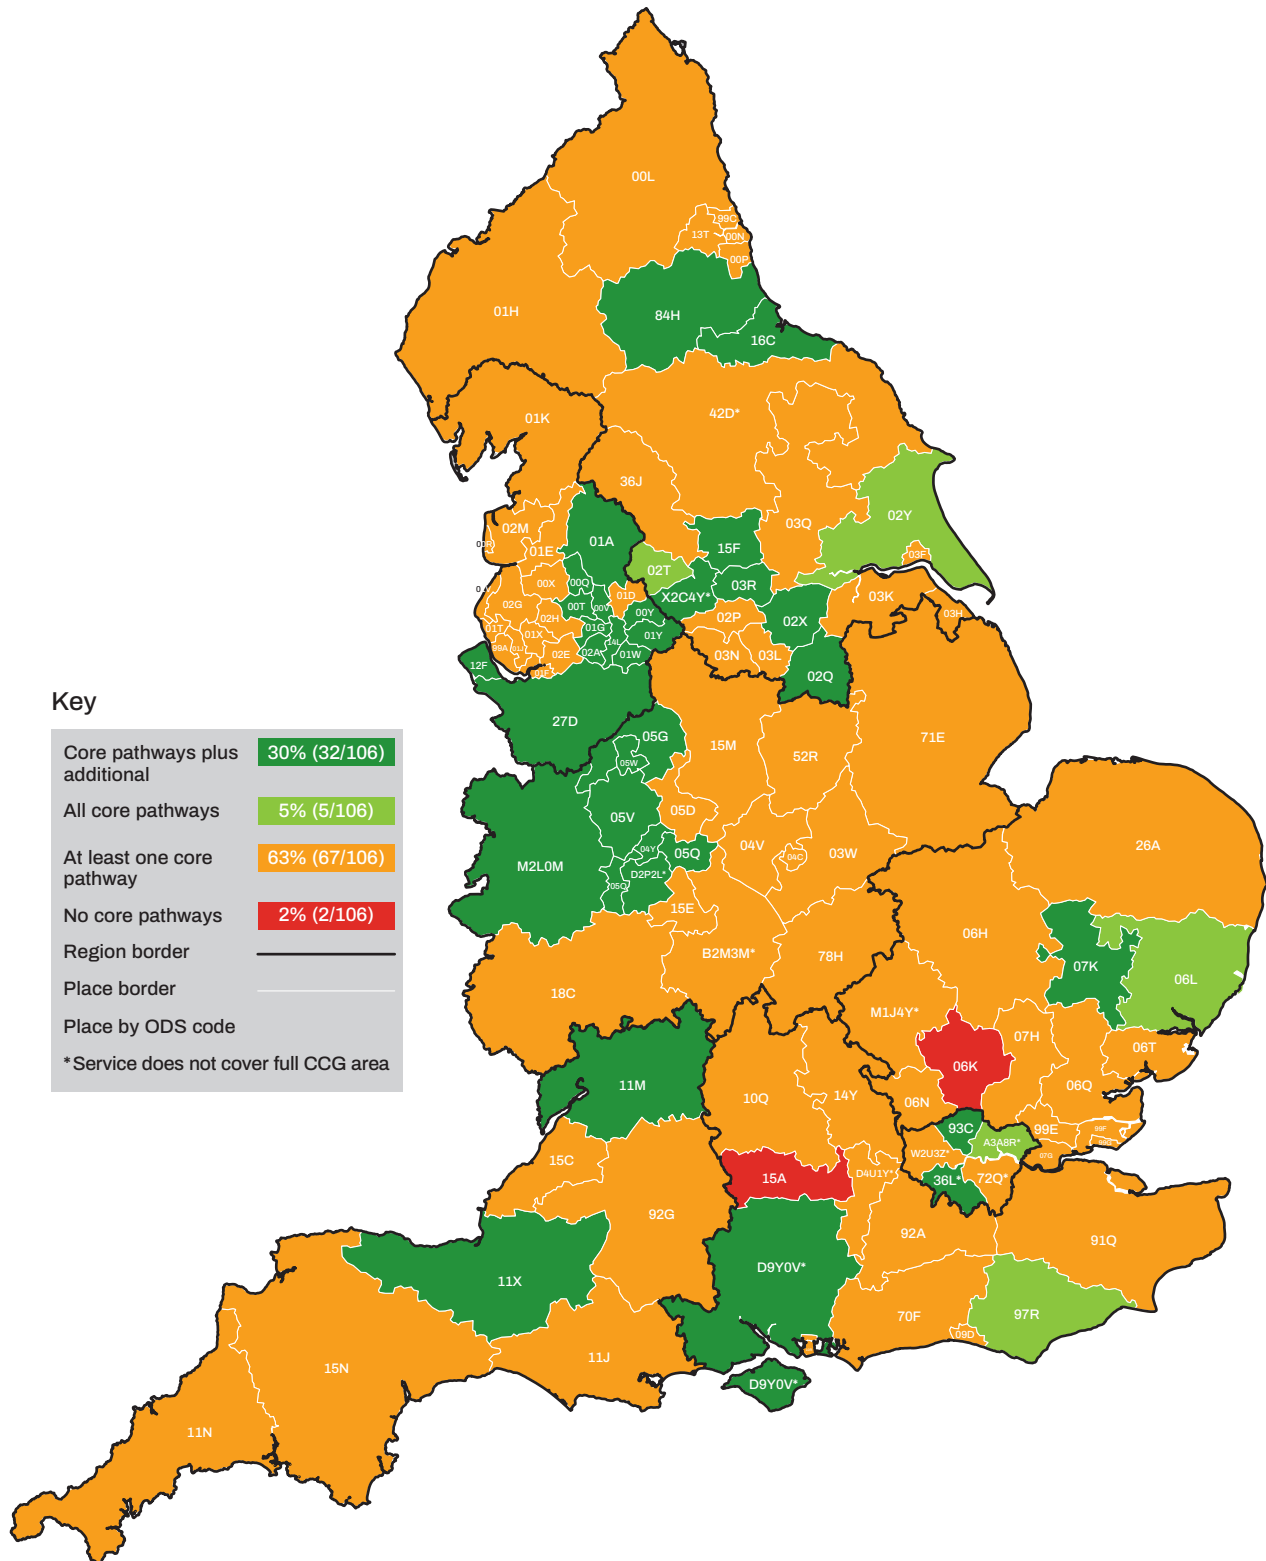 00L
99C
13T
00N
00P
01H
84H
16C
01K
42D*
36J
02M
01A
03Q
02Y
01E
15F
03F
02T
00Q
00X
03R
01D
X2C4Y*
03K
02G
00T
00V
00Y
03H
02H
02P
02X
01T
01X
01G
01Y
14L
99A
01J
02E
02A
01W
03N
03L
12F
01F
02Q
Key
27D
05G
15M
52R
71E
Core pathways plus
additional
30% (32/106)
05W
All core pathways
5% (5/106)
05D
05V
At least one core
pathway
63% (67/106)
04Y
05Q
04V
04C
03W
26A
M2L0M
D2P2L*
No core pathways
2% (2/106)
15E
Region border
B2M3M*
78H
06H
07K
06L
Place border
18C
M1J4Y*
Place by ODS code
07H
06T
*Service does not cover full CCG area
06K
11M
10Q
14Y
06N
06Q
93C
99E
99F
A3A8R*
15C
W2U3Z*
07G
15A
D4U1Y*
36L*
72Q*
92G
92A
91Q
11X
D9Y0V*
70F
97R
09D
15N
11J
D9Y0V*
11N